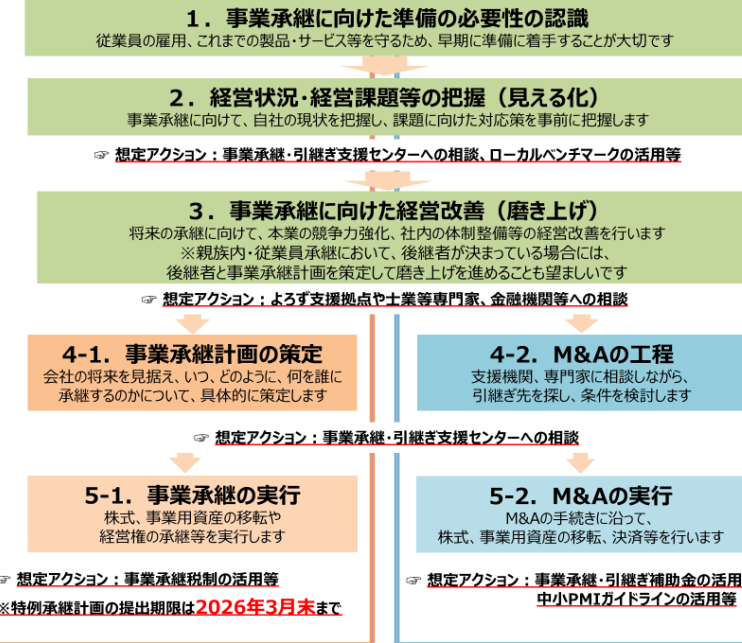 1．事業承継に向けた準備の必要性の認識
従業員の雇用、これまでの製品・サービス等を守るため、早期に準備に着手することが大切です
2．経営状況・経営課題等の把握（見える化）
事業承継に向けて、自社の現状を把握し、課題に向けた対応策を事前に把握します
☞ 想定アクション：事業承継・引継ぎ支援センターへの相談、ローカルベンチマークの活用等
3．事業承継に向けた経営改善（磨き上げ）
将来の承継に向けて、本業の競争力強化、社内の体制整備等の経営改善を行います
※親族内・従業員承継において、後継者が決まっている場合には、
後継者と事業承継計画を策定して磨き上げを進めることも望ましいです
☞ 想定アクション：よろず支援拠点や士業等専門家、金融機関等への相談
4-1．事業承継計画の策定
会社の将来を見据え、いつ、どのように、何を誰に
承継するのかについて、具体的に策定します
4-2．M&Aの工程
支援機関、専門家に相談しながら、
引継ぎ先を探し、条件を検討します
☞ 想定アクション：事業承継・引継ぎ支援センターへの相談
5-1．事業承継の実行
株式、事業用資産の移転や
経営権の承継等を実行します
5-2．M&Aの実行
M&Aの手続きに沿って、
株式、事業用資産の移転、決済等を行います
☞ 想定アクション：事業承継税制の活用等
※特例承継計画の提出期限は2026年3月末まで
☞ 想定アクション：事業承継・引継ぎ補助金の活用
中小PMIガイドラインの活用等